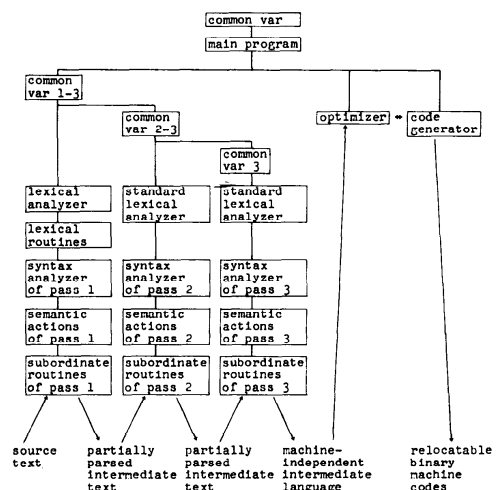 common var
main program
common
var 1-3
common
var 2-3
optimizer
code
generator
common
var 3
lexical
analyzer
standard
lexical
analyzer
standard
lexical
analyzer
lexical
routines
syntax
analyzer
of pass 1
syntax
analyzer
of pass 2
syntax
analyzer
of pass 3
semantic
actions
of pass 1
semantic
actions
of pass 2
semantic
actions
of pass 3
subordinate
routines
of pass 1
subordinate
routines
of pass 2
subordinate
routines
of pass 3
source
text
partially
parsed
intermediate
text
partially
parsed
intermediate
text
machine-
independent
intermediate
language
relocatable
binary
machine
codes